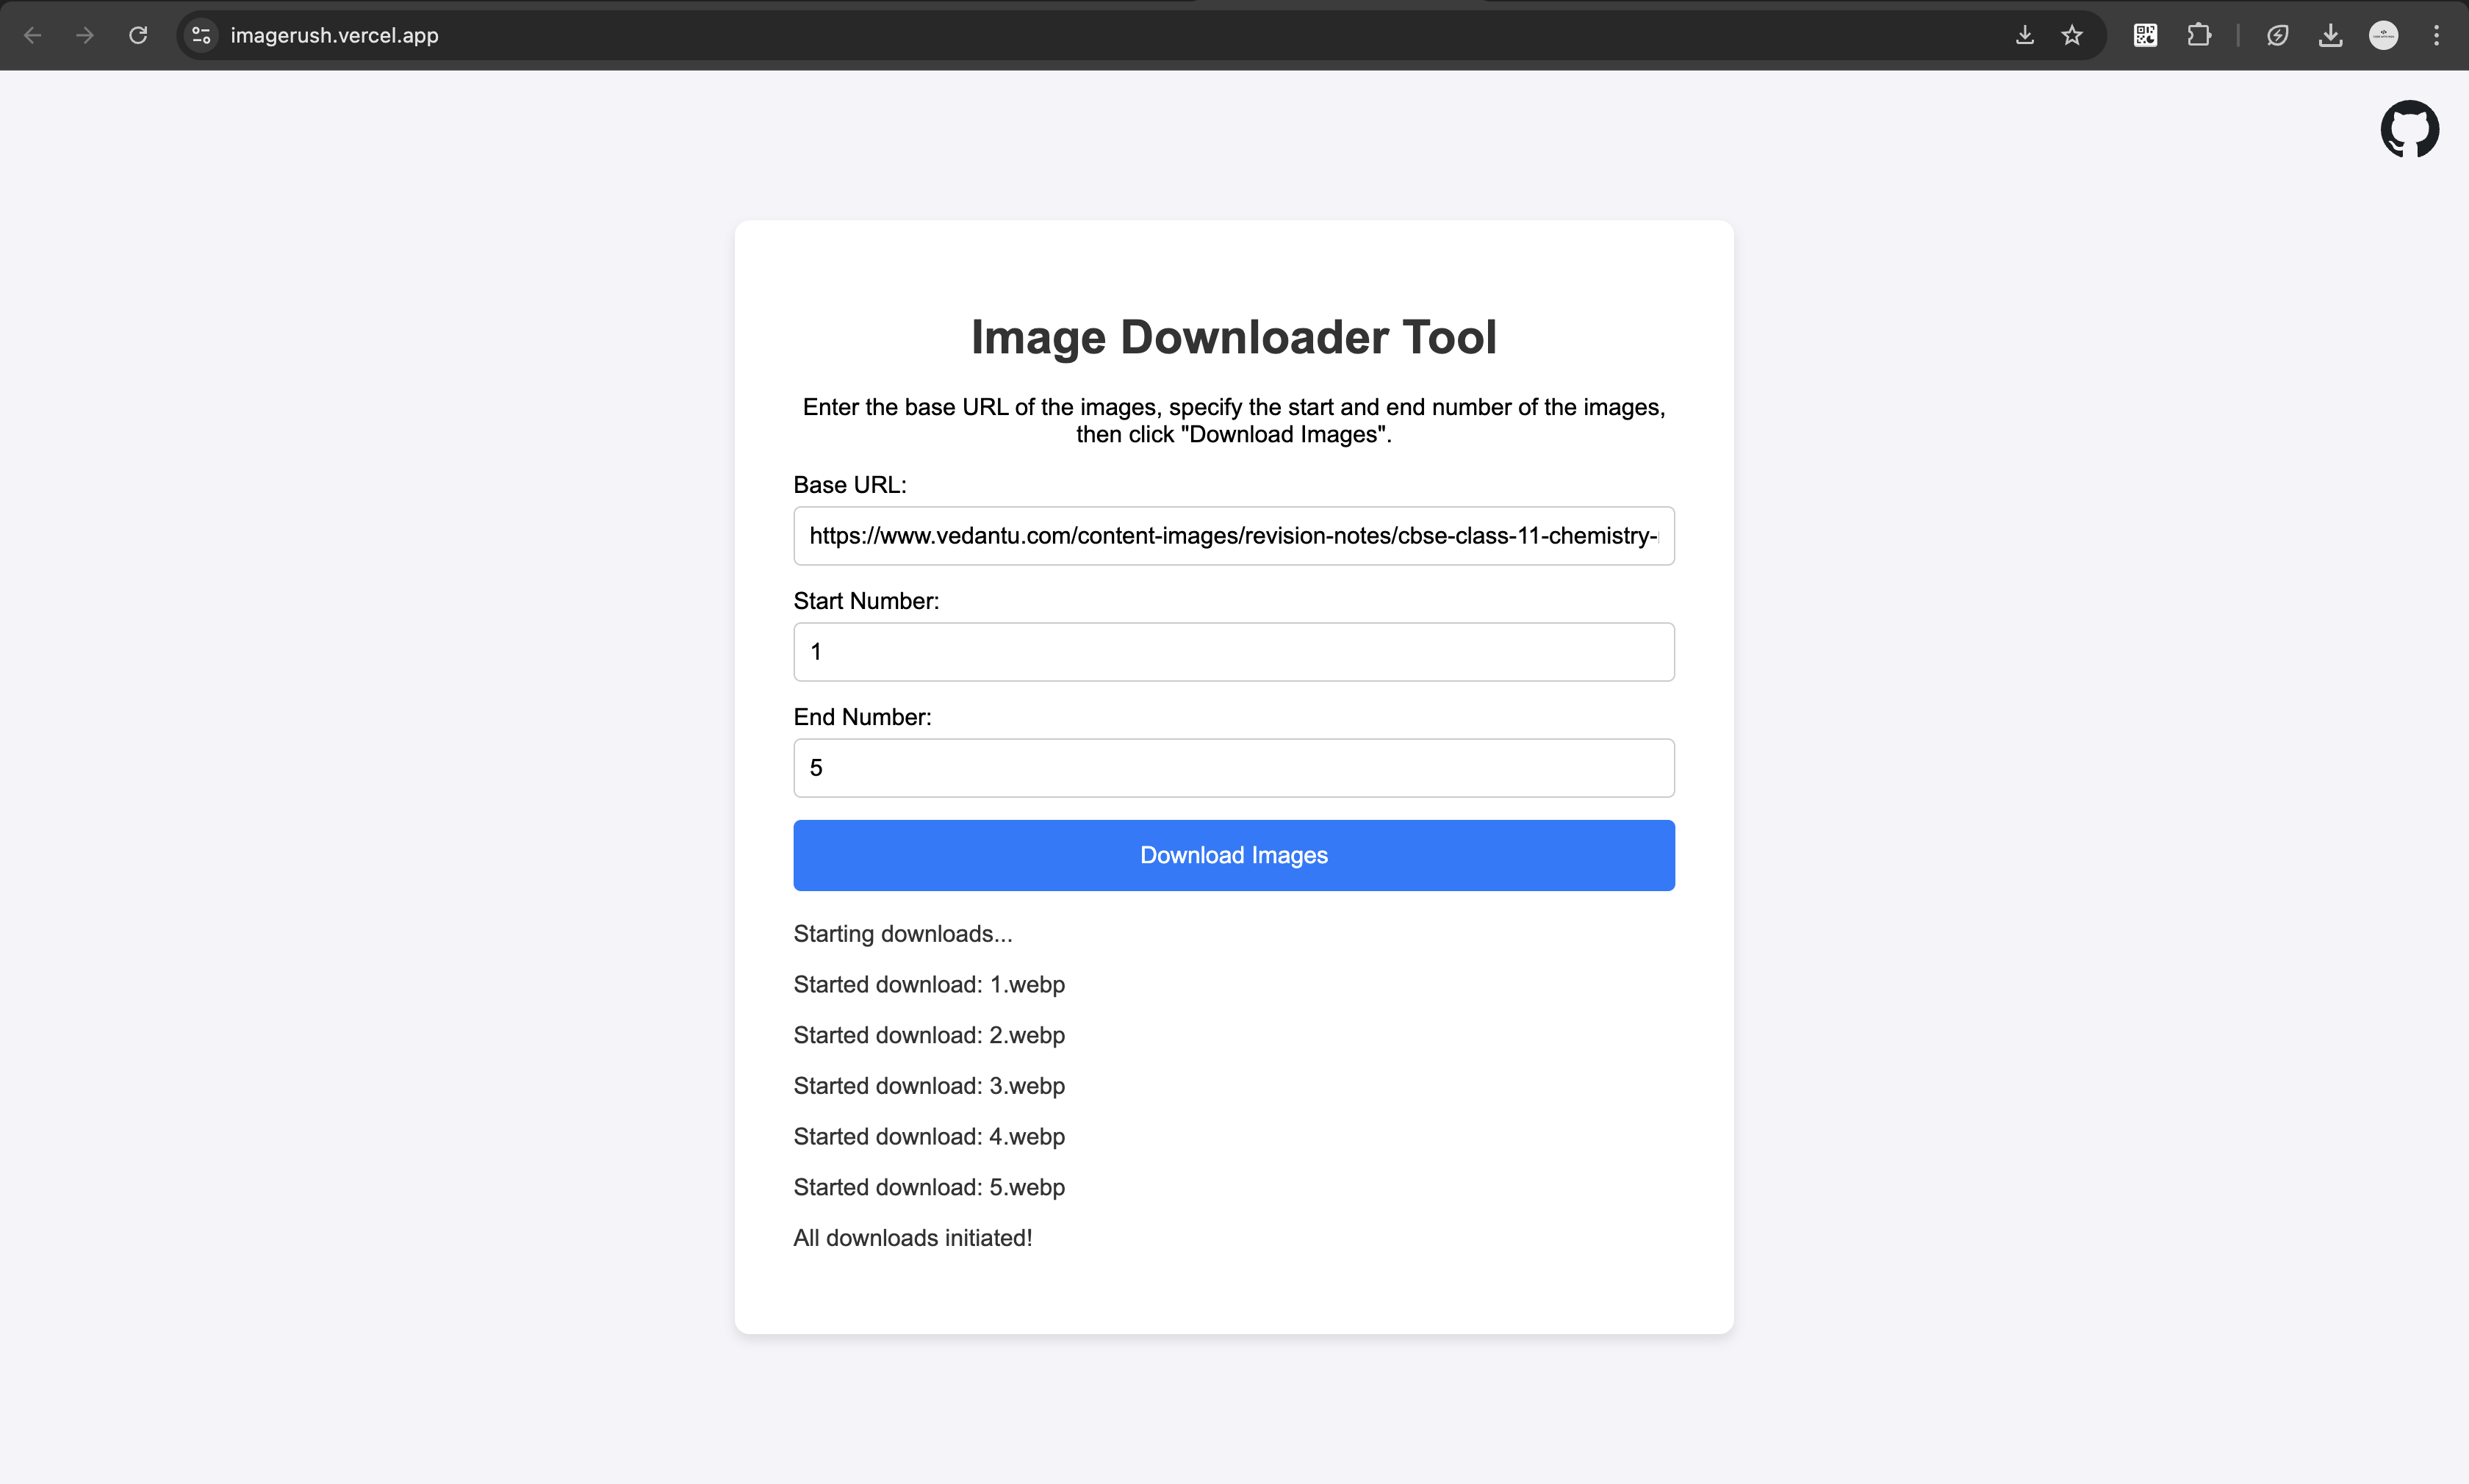 imagerush.vercel.app
Image Downloader Tool
Enter the base URL of the images, specify the start and end number of the images,
then click "Download Images".
Base URL:
https://www.vedantu.com/content-images/revision-notes/cbse-class-11-chemistry-
Start Number:
1
End Number:
5
Download Images
Starting downloads...
Started download: 1.webp
Started download: 2.webp
Started download: 3.webp
Started download: 4.webp
Started download: 5.webp
All downloads initiated!